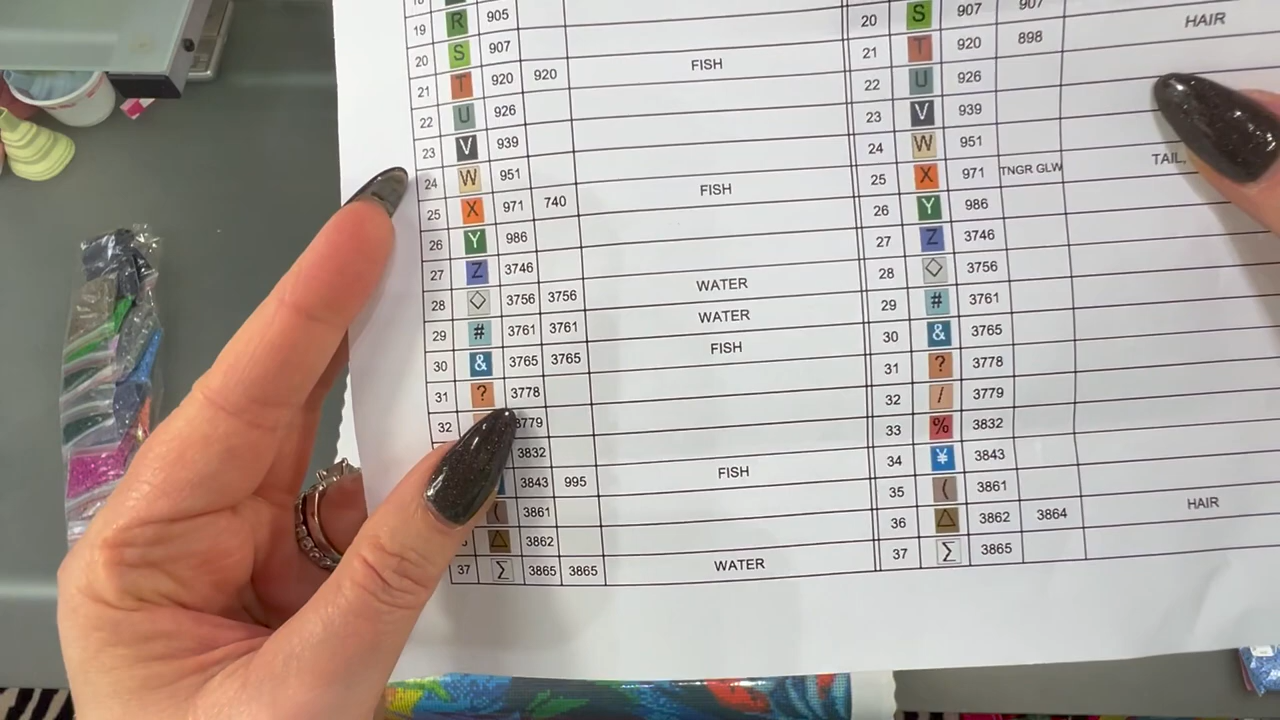 19 R 905
20 S 907
21 T 920 920 FISH
22 U 926
23 V 939
24 W 951
25 X 971 740 FISH
26 Y 986
27 Z 3746
28 ◇ 3756 3756 WATER
29 # 3761 3761 WATER
30 & 3765 3765 FISH
31 ? 3778
32 3779
3832
3843 995 FISH
( 3861
△ 3862
37 ∑ 3865 3865 WATER
20 S 907 907
21 T 920 898 HAIR
22 U 926
23 V 939
24 W 951
25 X 971 TNGR GLW TAIL,
26 Y 986
27 Z 3746
28 ◇ 3756
29 # 3761
30 & 3765
31 ? 3778
32 / 3779
33 % 3832
34 ¥ 3843
35 ( 3861
36 △ 3862 3864 HAIR
37 ∑ 3865